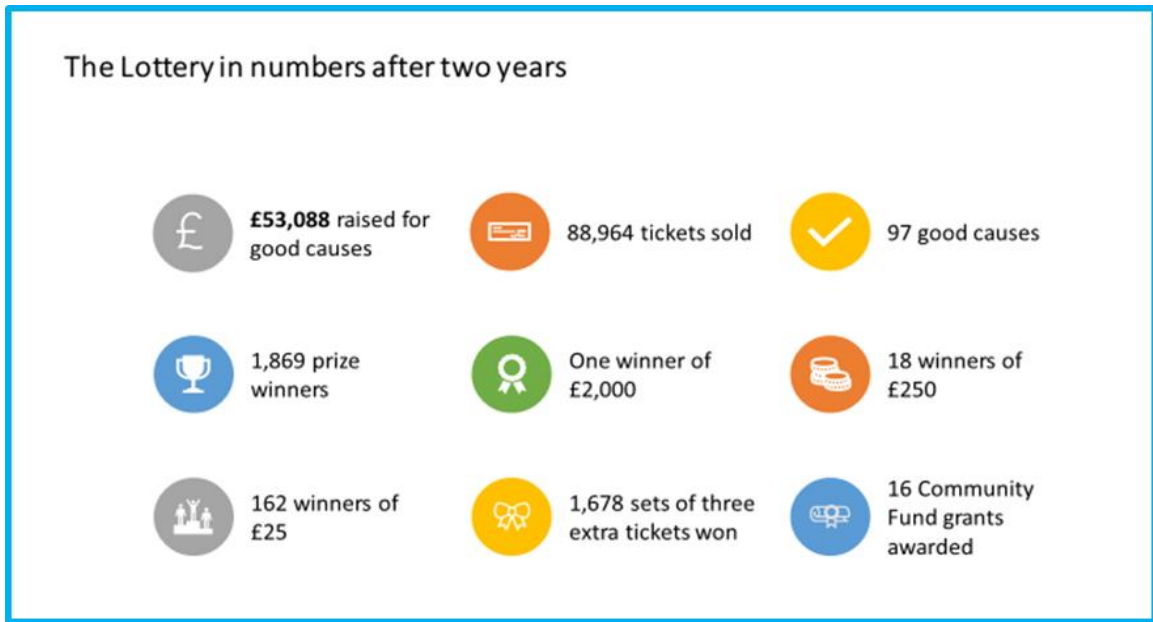 The Lottery in numbers after two years
£53,088 raised for
good causes
88,964 tickets sold
97 good causes
1,869 prize
winners
One winner of
£2,000
18 winners of
£250
162 winners of
£25
1,678 sets of three
extra tickets won
16 Community
Fund grants
awarded